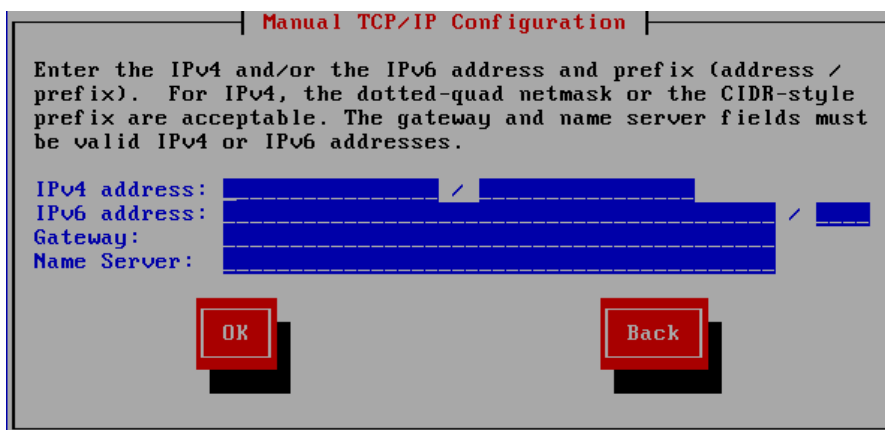 Manual TCP/IP Configuration
Enter the IPv4 and/or the IPv6 address and prefix (address /
prefix).  For IPv4, the dotted-quad netmask or the CIDR-style
prefix are acceptable. The gateway and name server fields must
be valid IPv4 or IPv6 addresses.
IPv4 address: /
IPv6 address: /
Gateway:
Name Server:
OK Back